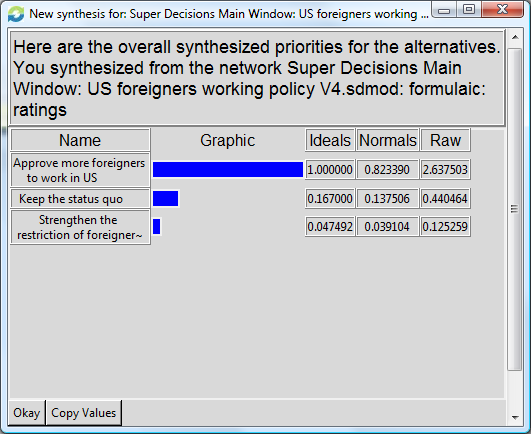 New synthesis for: Super Decisions Main Window: US foreigners working ...
Here are the overall synthesized priorities for the alternatives.
You synthesized from the network Super Decisions Main
Window: US foreigners working policy V4.sdmod: formulaic:
ratings
Name Graphic Ideals Normals Raw
Approve more foreigners
to work in US
1.000000 0.823390 2.637503
Keep the status quo 0.167000 0.137506 0.440464
Strengthen the
restriction of foreigner~
0.047492 0.039104 0.125259
Okay Copy Values